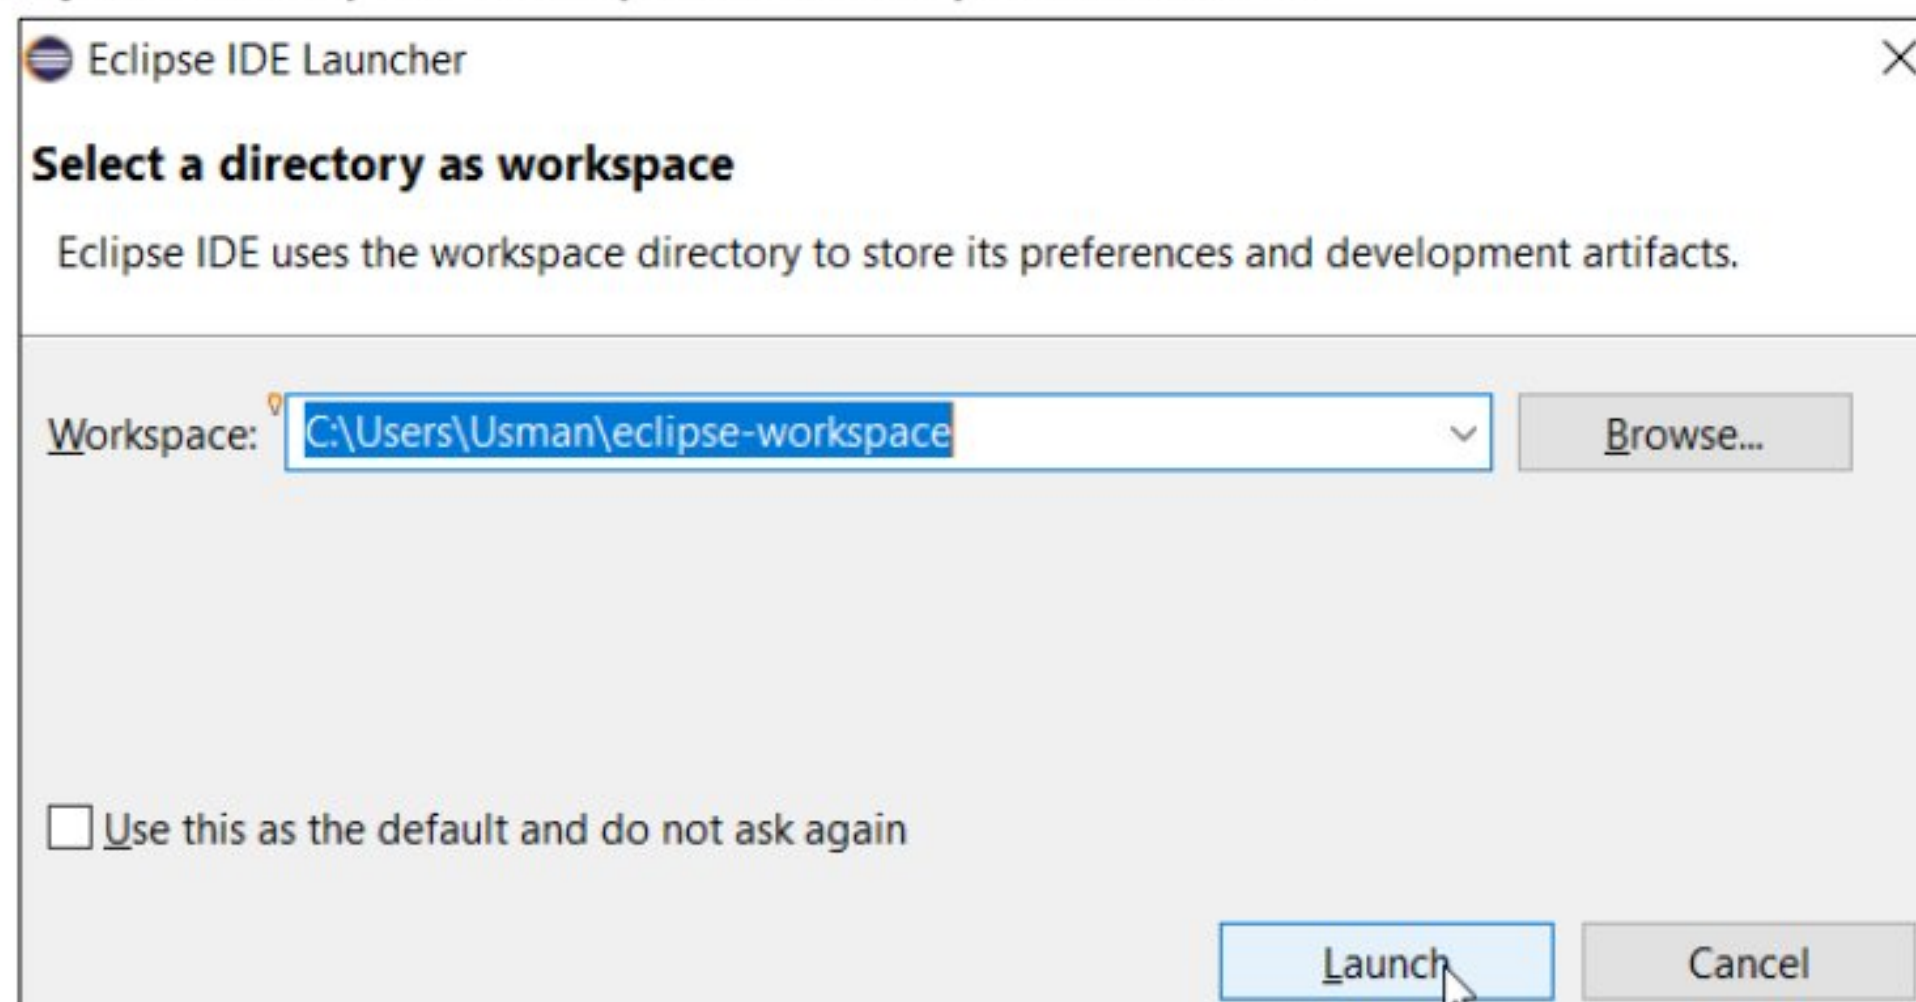 Eclipse IDE Launcher
Select a directory as workspace
Eclipse IDE uses the workspace directory to store its preferences and development artifacts.
Workspace: C:\Users\Usman\eclipse-workspace Browse...
Use this as the default and do not ask again
Launch Cancel